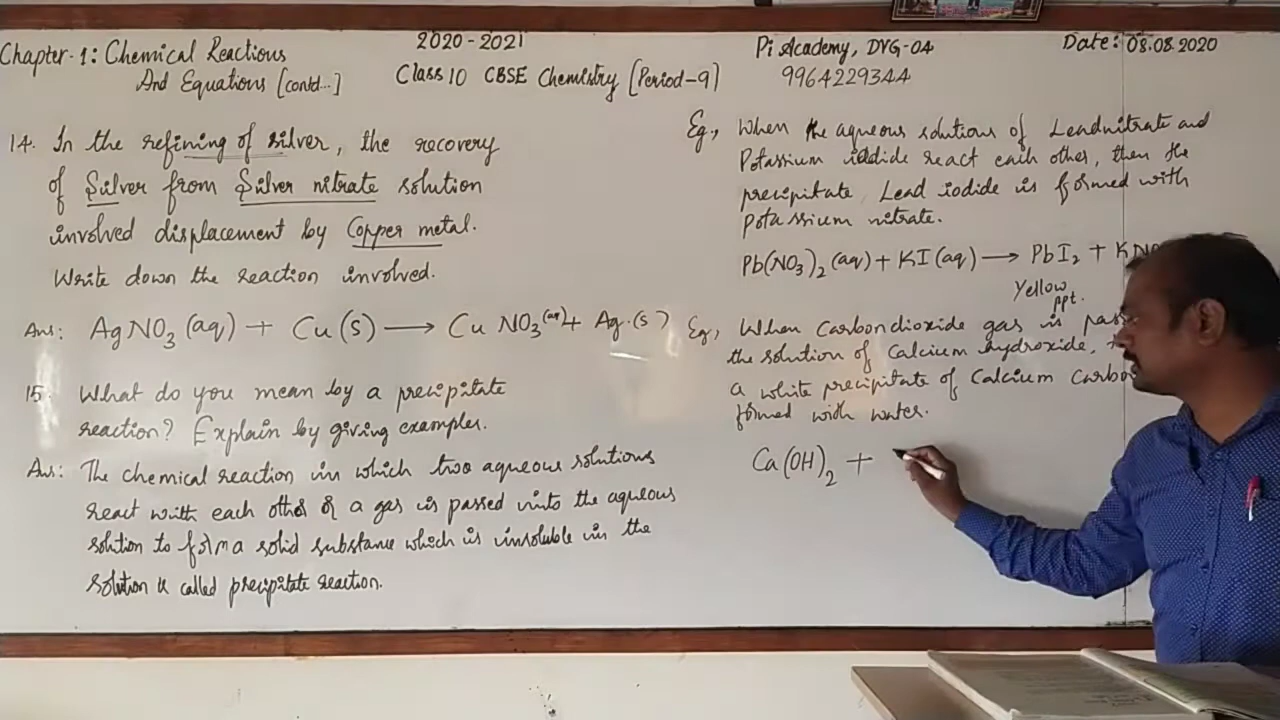 Chapter-1: Chemical Reactions
And Equations [contd...]
2020-2021
Class 10 CBSE Chemistry [Period-9]
Pi Academy, DVG-04
9964229344
Date: 08.08.2020
14. In the refining of silver, the recovery
of Silver from Silver nitrate solution
involved displacement by Copper metal.
Write down the reaction involved.
Ans: AgNO3 (aq) + Cu (s) → Cu NO3(aq) + Ag (s)
15. What do you mean by a precipitate
reaction? Explain by giving examples.
Ans: The chemical reaction in which two aqueous solutions
react with each other or a gas is passed into the aqueous
solution to form a solid substance which is insoluble in the
solution is called precipitate reaction.
Eg., When the aqueous solutions of Leadnitrate and
Potassium iodide react each other, then the
precipitate, Lead iodide is formed with
potassium nitrate.
Pb(NO3)2 (aq) + KI (aq) → PbI2 + KNO
Yellow
ppt.
Eg., When Carbondioxide gas is pas
the solution of Calcium hydroxide,
a white precipitate of Calcium Carbo
formed with water.
Ca(OH)2 +